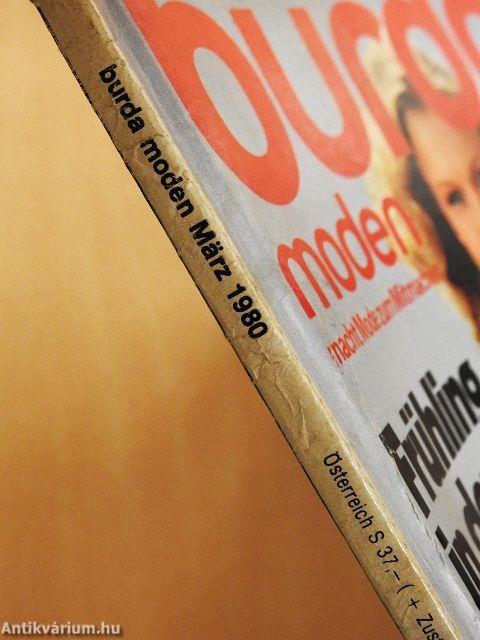 burda moden März 1980
Österreich S 37,- ( +
burda
moden
macht Mode zum Mitmachen
Frühling
Antikvárium.hu